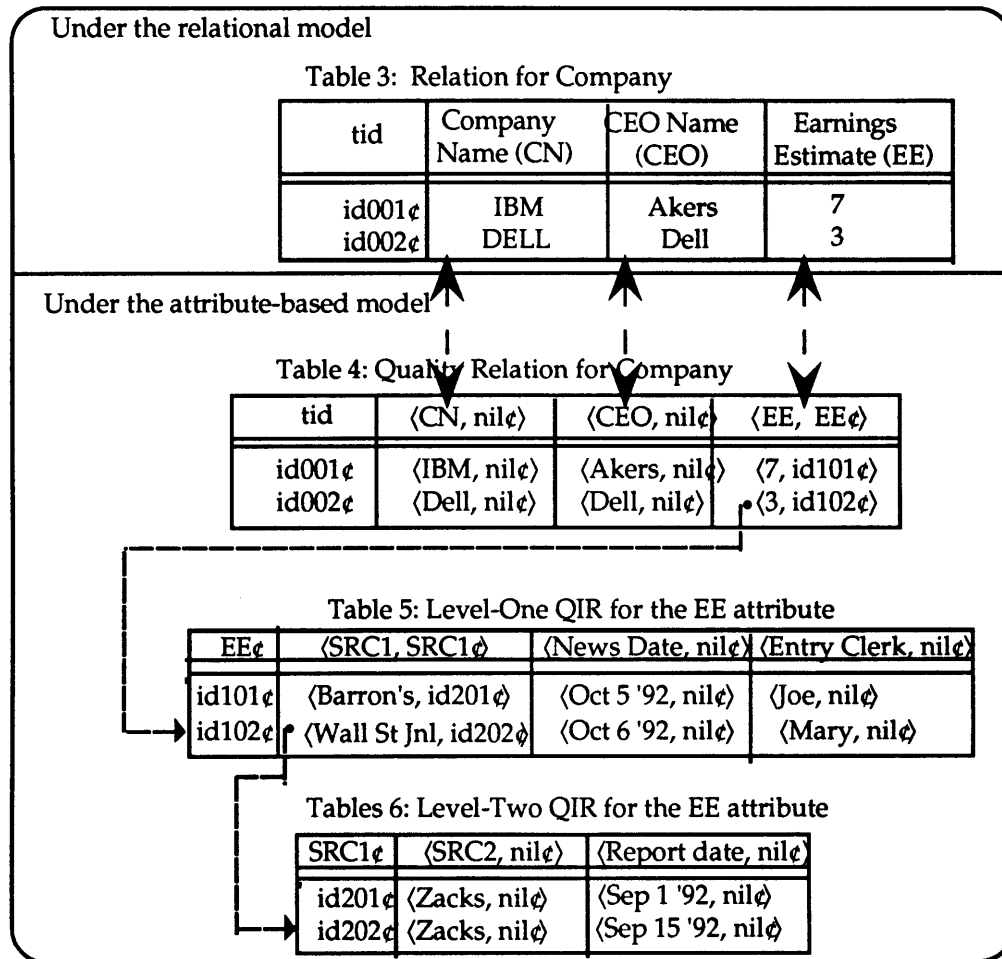 Under the relational model
Table 3: Relation for Company
tid Company Name (CN) CEO Name (CEO) Earnings Estimate (EE)
id001¢ IBM Akers 7
id002¢ DELL Dell 3
Under the attribute-based model
Table 4: Quality Relation for Company
tid ⟨CN, nil¢⟩ ⟨CEO, nil¢⟩ ⟨EE, EE¢⟩
id001¢ ⟨IBM, nil¢⟩ ⟨Akers, nil¢⟩ ⟨7, id101¢⟩
id002¢ ⟨Dell, nil¢⟩ ⟨Dell, nil¢⟩ ⟨3, id102¢⟩
Table 5: Level-One QIR for the EE attribute
EE¢ ⟨SRC1, SRC1¢⟩ ⟨News Date, nil¢⟩ ⟨Entry Clerk, nil¢⟩
id101¢ ⟨Barron's, id201¢⟩ ⟨Oct 5 '92, nil¢⟩ ⟨Joe, nil¢⟩
id102¢ ⟨Wall St Jnl, id202¢⟩ ⟨Oct 6 '92, nil¢⟩ ⟨Mary, nil¢⟩
Tables 6: Level-Two QIR for the EE attribute
SRC1¢ ⟨SRC2, nil¢⟩ ⟨Report date, nil¢⟩
id201¢ ⟨Zacks, nil¢⟩ ⟨Sep 1 '92, nil¢⟩
id202¢ ⟨Zacks, nil¢⟩ ⟨Sep 15 '92, nil¢⟩